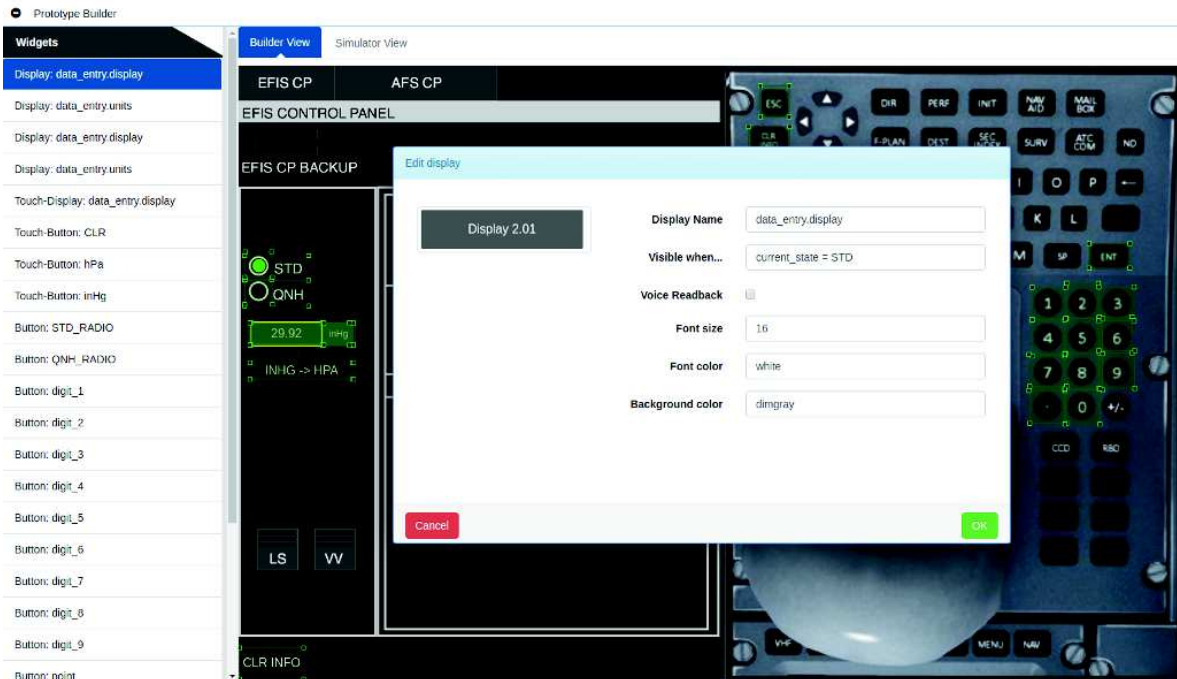 Prototype Builder
Widgets
Display: data_entry.display
Display: data_entry.units
Display: data_entry.display
Display: data_entry.units
Touch-Display: data_entry.display
Touch-Button: CLR
Touch-Button: hPa
Touch-Button: inHg
Button: STD_RADIO
Button: QNH_RADIO
Button: digit_1
Button: digit_2
Button: digit_3
Button: digit_4
Button: digit_5
Button: digit_6
Button: digit_7
Button: digit_8
Button: digit_9
Button: point
Builder View
Simulator View
EFIS CP
AFS CP
EFIS CONTROL PANEL
EFIS CP BACKUP
STD
QNH
29.92 inHg
INHG -> HPA
LS VV
CLR INFO
Edit display
Display 2.01
Display Name data_entry.display
Visible when... current_state = STD
Voice Readback
Font size 16
Font color white
Background color dimgray
Cancel
OK
ESC DIR PERF INIT NAV AID MAIL BOX
CLR INFO F-PLAN DEST SEC INDEX SURV ATC COM ND
I O P ←
K L
M SP ENT
1 2 3
4 5 6
7 8 9
. 0 +/-
CCD RBD
VHF MENU NAV